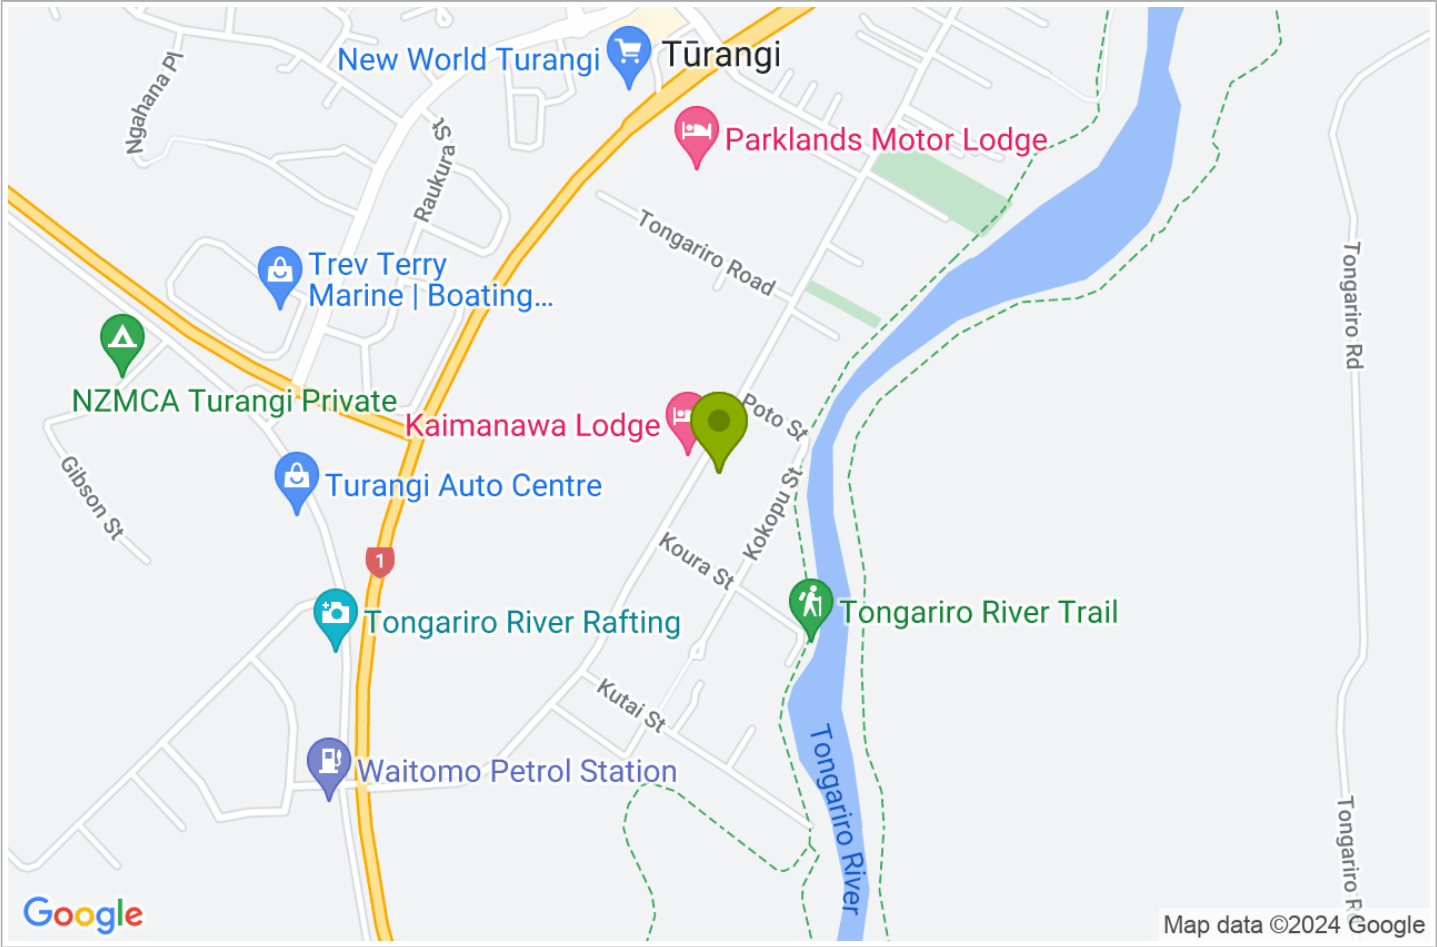 New World Turangi
Tūrangi
Ngahana Pl
Raukura St
Parklands Motor Lodge
Tongariro Road
Trev Terry
Marine | Boating...
Tongariro Rd
NZMCA Turangi Private
Kaimanawa Lodge
Poto St
Gibson St
Turangi Auto Centre
Kokopu St
Koura St
1
Tongariro River Rafting
Tongariro River Trail
Kutai St
Waitomo Petrol Station
Tongariro River
Tongariro Rd
Google
Map data ©2024 Google